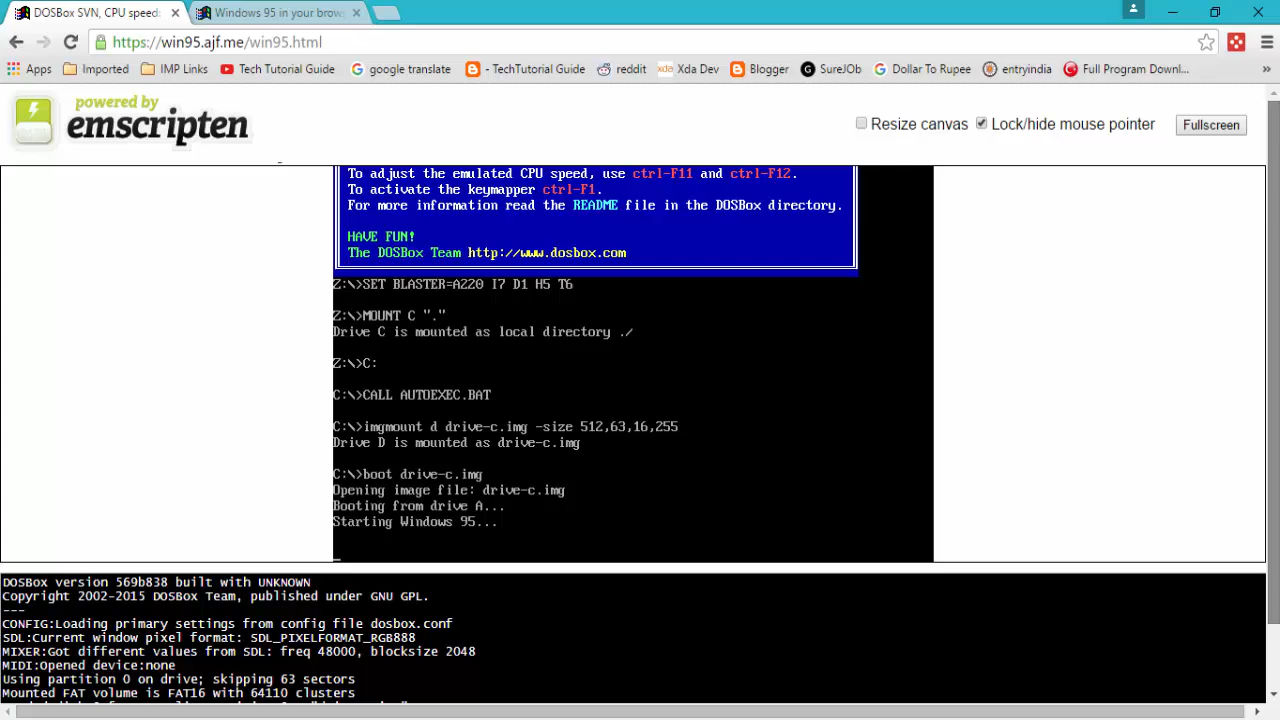 DOSBox SVN, CPU speed:
Windows 95 in your brow
https://win95.ajf.me/win95.html
Apps Imported IMP Links Tech Tutorial Guide google translate - TechTutorial Guide reddit Xda Dev Blogger SureJOb Dollar To Rupee entryindia Full Program Downl... »
powered by
emscripten
Resize canvas Lock/hide mouse pointer Fullscreen
To adjust the emulated CPU speed, use ctrl-F11 and ctrl-F12.
To activate the keymapper ctrl-F1.
For more information read the README file in the DOSBox directory.
HAVE FUN!
The DOSBox Team http://www.dosbox.com
Z:\>SET BLASTER=A220 I7 D1 H5 T6
Z:\>MOUNT C "."
Drive C is mounted as local directory ./
Z:\>C:
C:\>CALL AUTOEXEC.BAT
C:\>imgmount d drive-c.img -size 512,63,16,255
Drive D is mounted as drive-c.img
C:\>boot drive-c.img
Opening image file: drive-c.img
Booting from drive A...
Starting Windows 95...
DOSBox version 569b838 built with UNKNOWN
Copyright 2002-2015 DOSBox Team, published under GNU GPL.
---
CONFIG:Loading primary settings from config file dosbox.conf
SDL:Current window pixel format: SDL_PIXELFORMAT_RGB888
MIXER:Got different values from SDL: freq 48000, blocksize 2048
MIDI:Opened device:none
Using partition 0 on drive; skipping 63 sectors
Mounted FAT volume is FAT16 with 64110 clusters